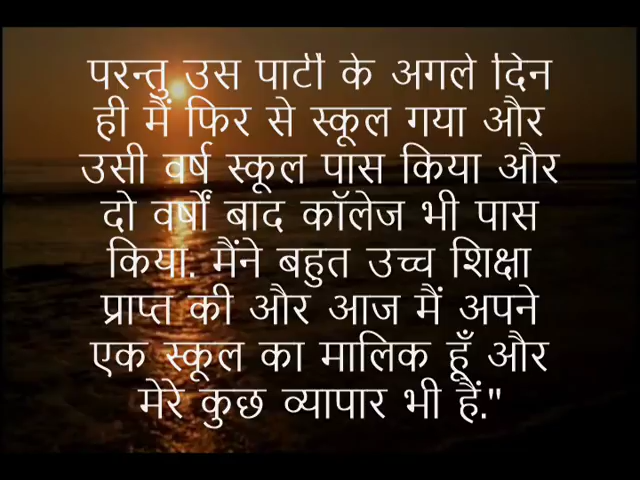 परन्तु उस पार्टी के अगले दिन
ही मैं फिर से स्कूल गया और
उसी वर्ष स्कूल पास किया और
दो वर्षों बाद कॉलेज भी पास
किया. मैंने बहुत उच्च शिक्षा
प्राप्त की और आज मैं अपने
एक स्कूल का मालिक हूँ और
मेरे कुछ व्यापार भी हैं."